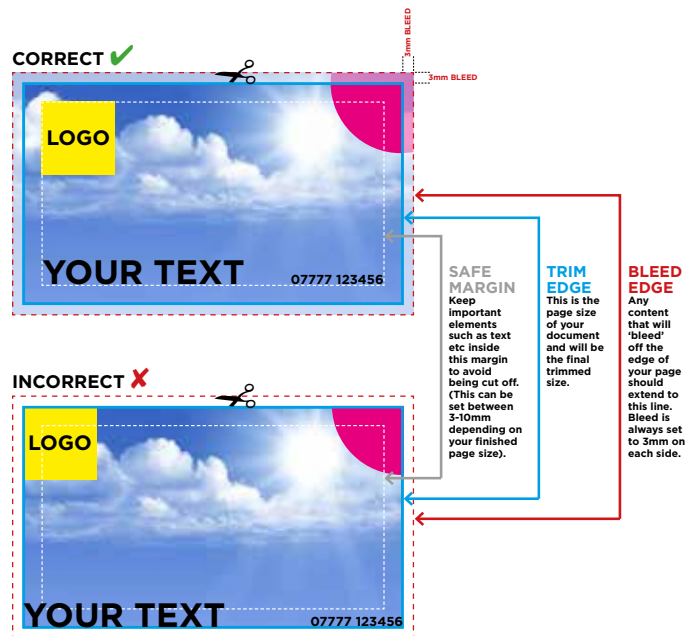 3mm BLEED
CORRECT
3mm BLEED
LOGO
YOUR TEXT
07777 123456
SAFE
MARGIN
Keep
important
elements
such as text
etc inside
this margin
to avoid
being cut off.
(This can be
set between
3-10mm
depending on
your finished
page size).
TRIM
EDGE
This is the
page size
of your
document
and will be
the final
trimmed
size.
BLEED
EDGE
Any
content
that will
‘bleed’
off the
edge of
your page
should
extend to
this line.
Bleed is
always set
to 3mm on
each side.
INCORRECT
LOGO
YOUR TEXT
07777 123456